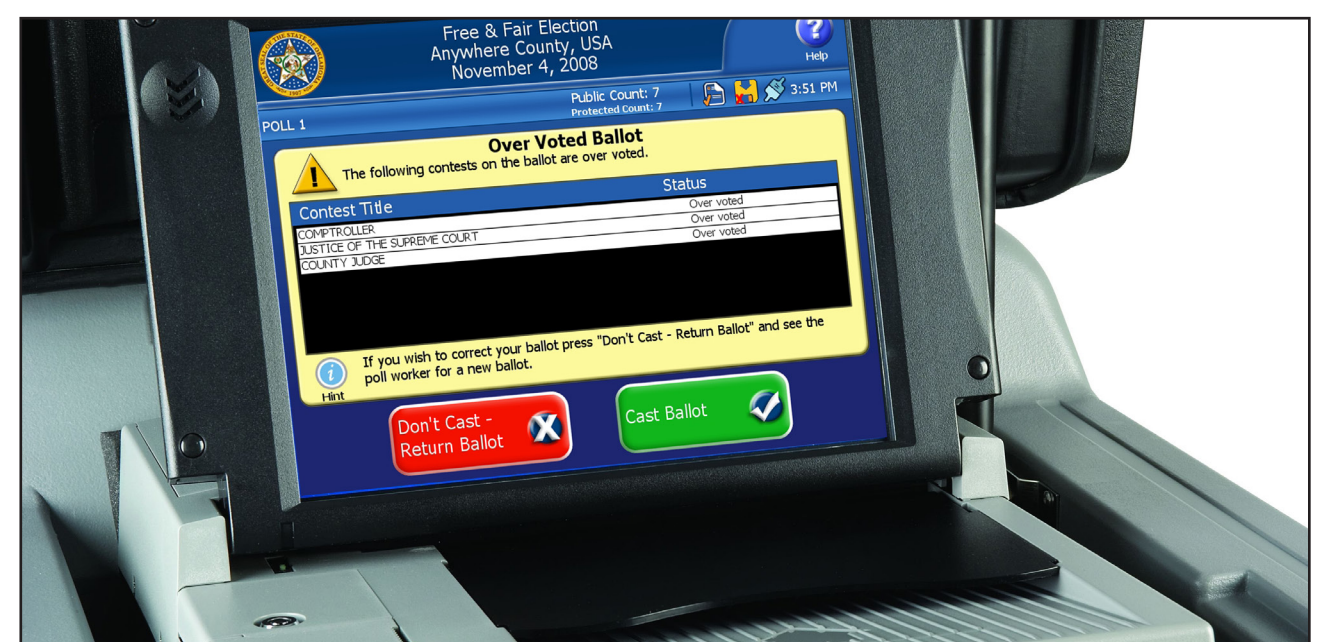 Free & Fair Election
Anywhere County, USA
November 4, 2008
Help
Public Count: 7
Protected Count: 7
3:51 PM
POLL 1
Over Voted Ballot
The following contests on the ballot are over voted.
Contest Title Status
COMPTROLLER Over voted
JUSTICE OF THE SUPREME COURT Over voted
COUNTY JUDGE Over voted
If you wish to correct your ballot press "Don't Cast - Return Ballot" and see the
poll worker for a new ballot.
Hint
Don't Cast -
Return Ballot
Cast Ballot